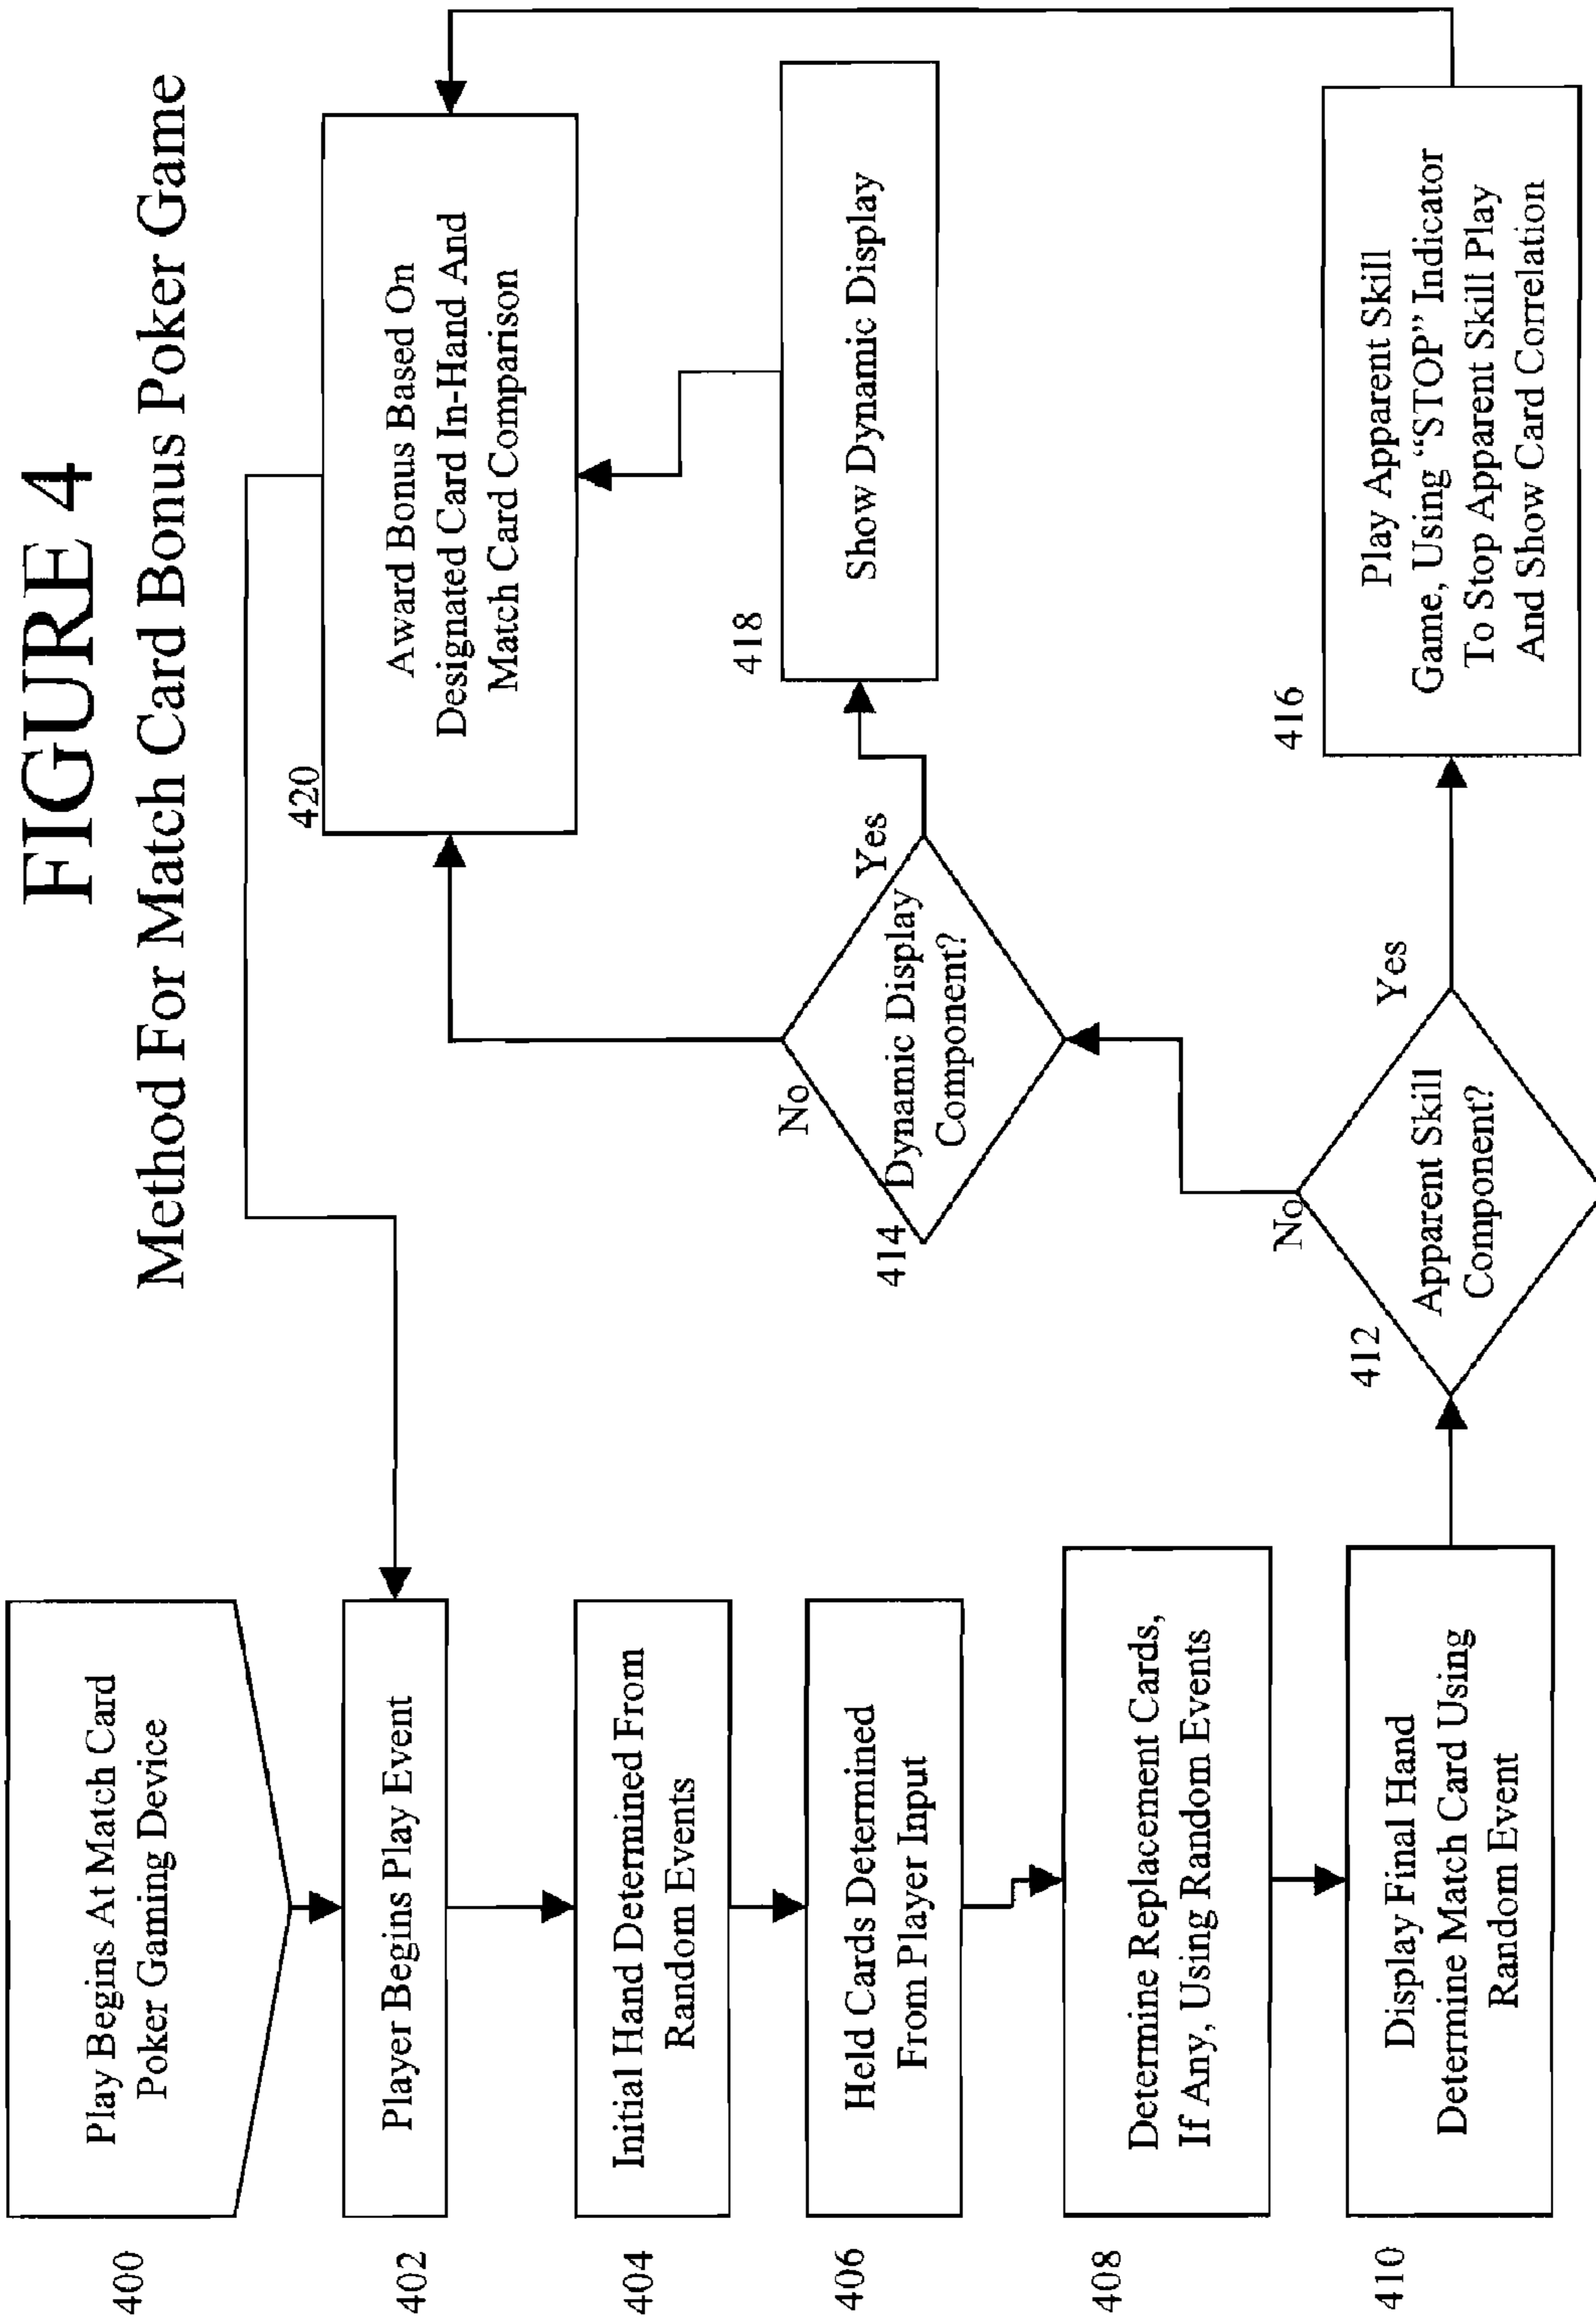 FIGURE 4
Method For Match Card Bonus Poker Game
400
Play Begins At Match Card
Poker Gaming Device
402
Player Begins Play Event
404
Initial Hand Determined From
Random Events
406
Held Cards Determined
From Player Input
408
Determine Replacement Cards,
If Any, Using Random Events
410
Display Final Hand
Determine Match Card Using
Random Event
412
Apparent Skill
Component?
No
Yes
414
Dynamic Display
Component?
No
Yes
416
Play Apparent Skill
Game, Using “STOP” Indicator
To Stop Apparent Skill Play
And Show Card Correlation
418
Show Dynamic Display
420
Award Bonus Based On
Designated Card In-Hand And
Match Card Comparison